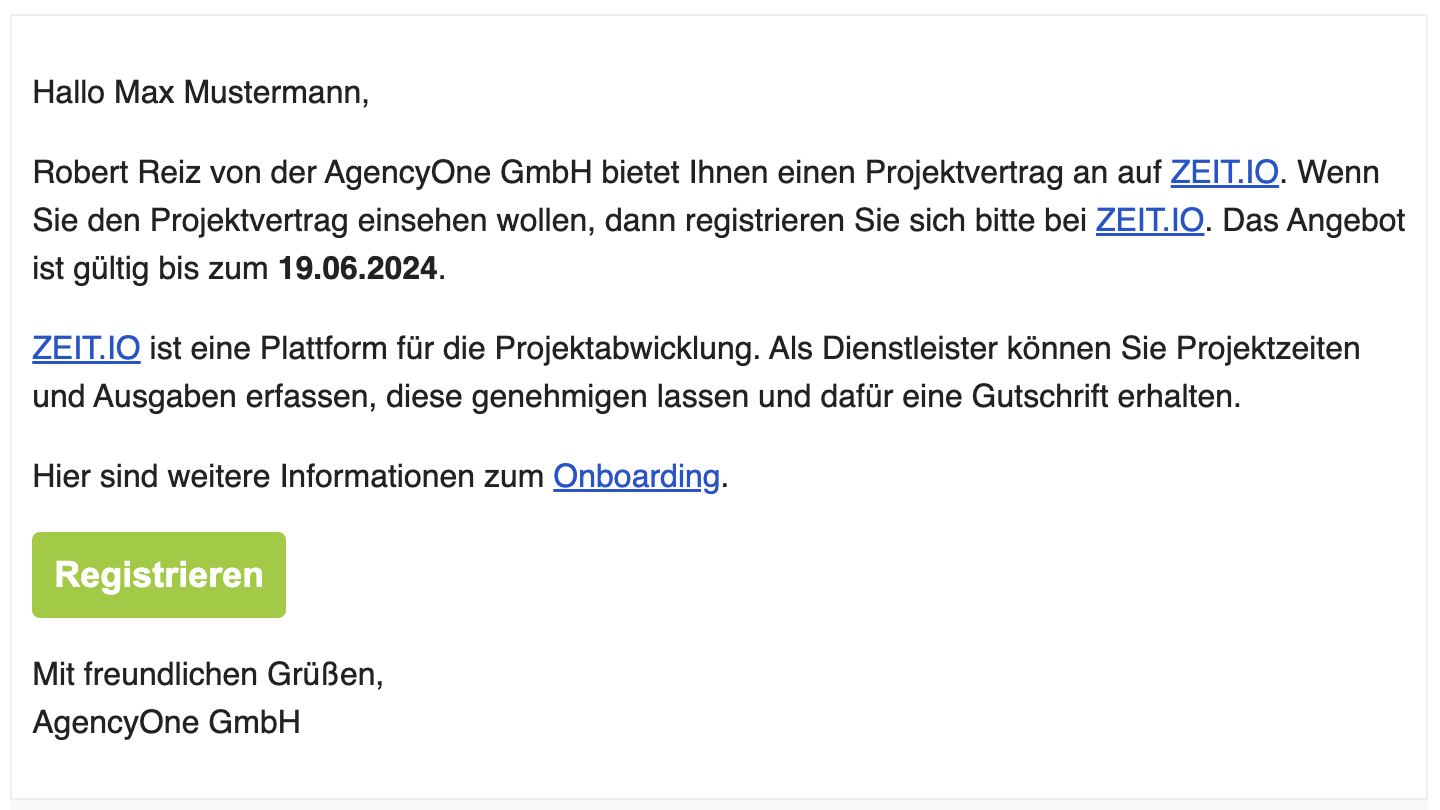 Hallo Max Mustermann,
Robert Reiz von der AgencyOne GmbH bietet Ihnen einen Projektvertrag an auf ZEIT.IO. Wenn
Sie den Projektvertrag einsehen wollen, dann registrieren Sie sich bitte bei ZEIT.IO. Das Angebot
ist gültig bis zum 19.06.2024.
ZEIT.IO ist eine Plattform für die Projektabwicklung. Als Dienstleister können Sie Projektzeiten
und Ausgaben erfassen, diese genehmigen lassen und dafür eine Gutschrift erhalten.
Hier sind weitere Informationen zum Onboarding.
Registrieren
Mit freundlichen Grüßen,
AgencyOne GmbH